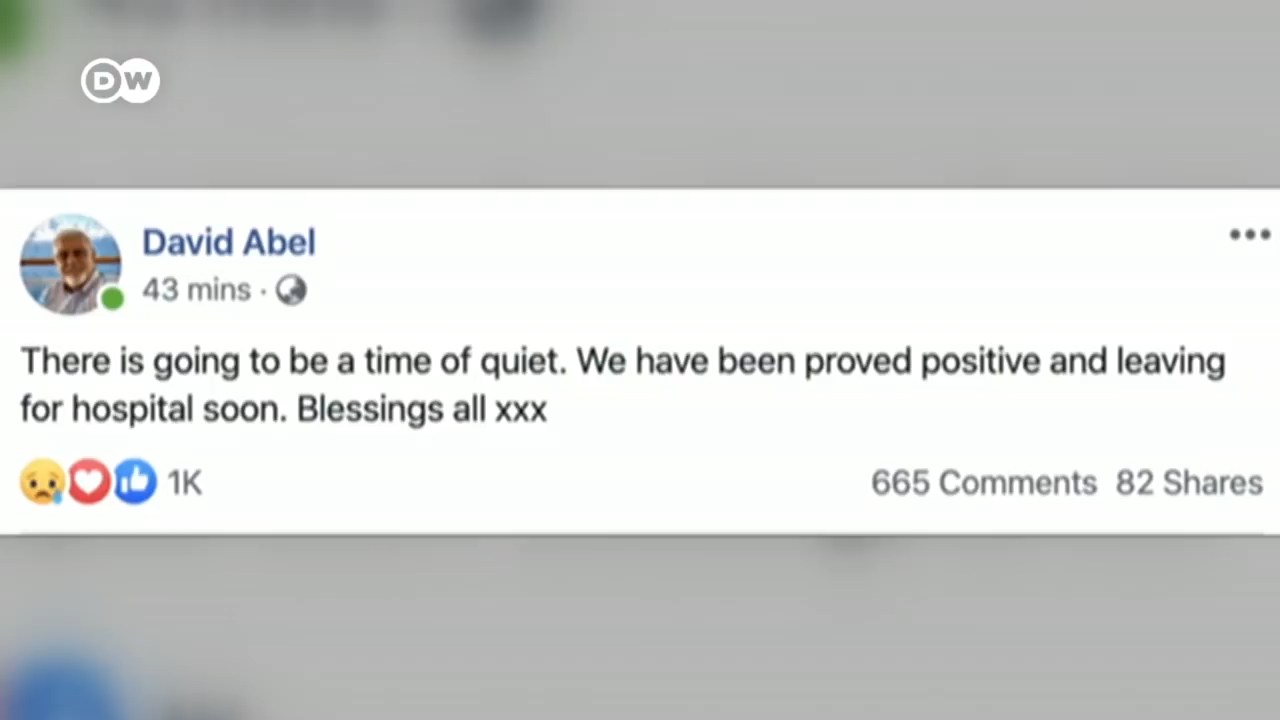 DW
David Abel
43 mins ·
There is going to be a time of quiet. We have been proved positive and leaving
for hospital soon. Blessings all xxx
1K
665 Comments 82 Shares